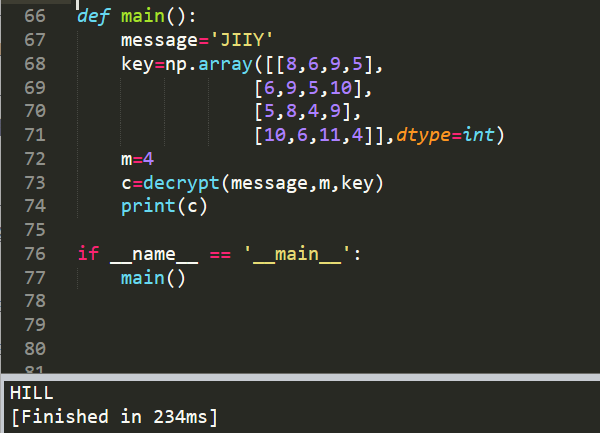 66 def main():
67     message='JIIY'
68     key=np.array([[8,6,9,5],
69                 [6,9,5,10],
70                 [5,8,4,9],
71                 [10,6,11,4]],dtype=int)
72     m=4
73     c=decrypt(message,m,key)
74     print(c)
75
76 if __name__ == '__main__':
77     main()
78
79
80
81
HILL
[Finished in 234ms]